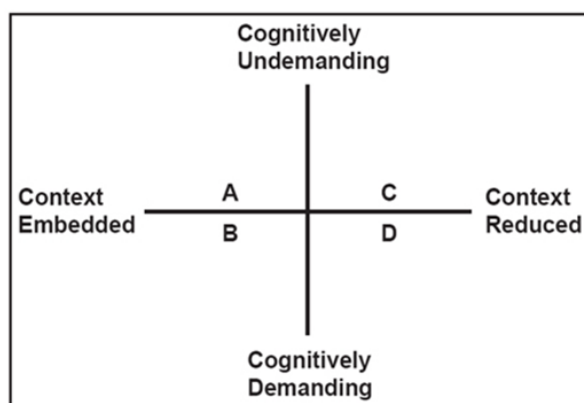 Cognitively
Undemanding
A
C
Context
Embedded
Context
Reduced
B
D
Cognitively
Demanding